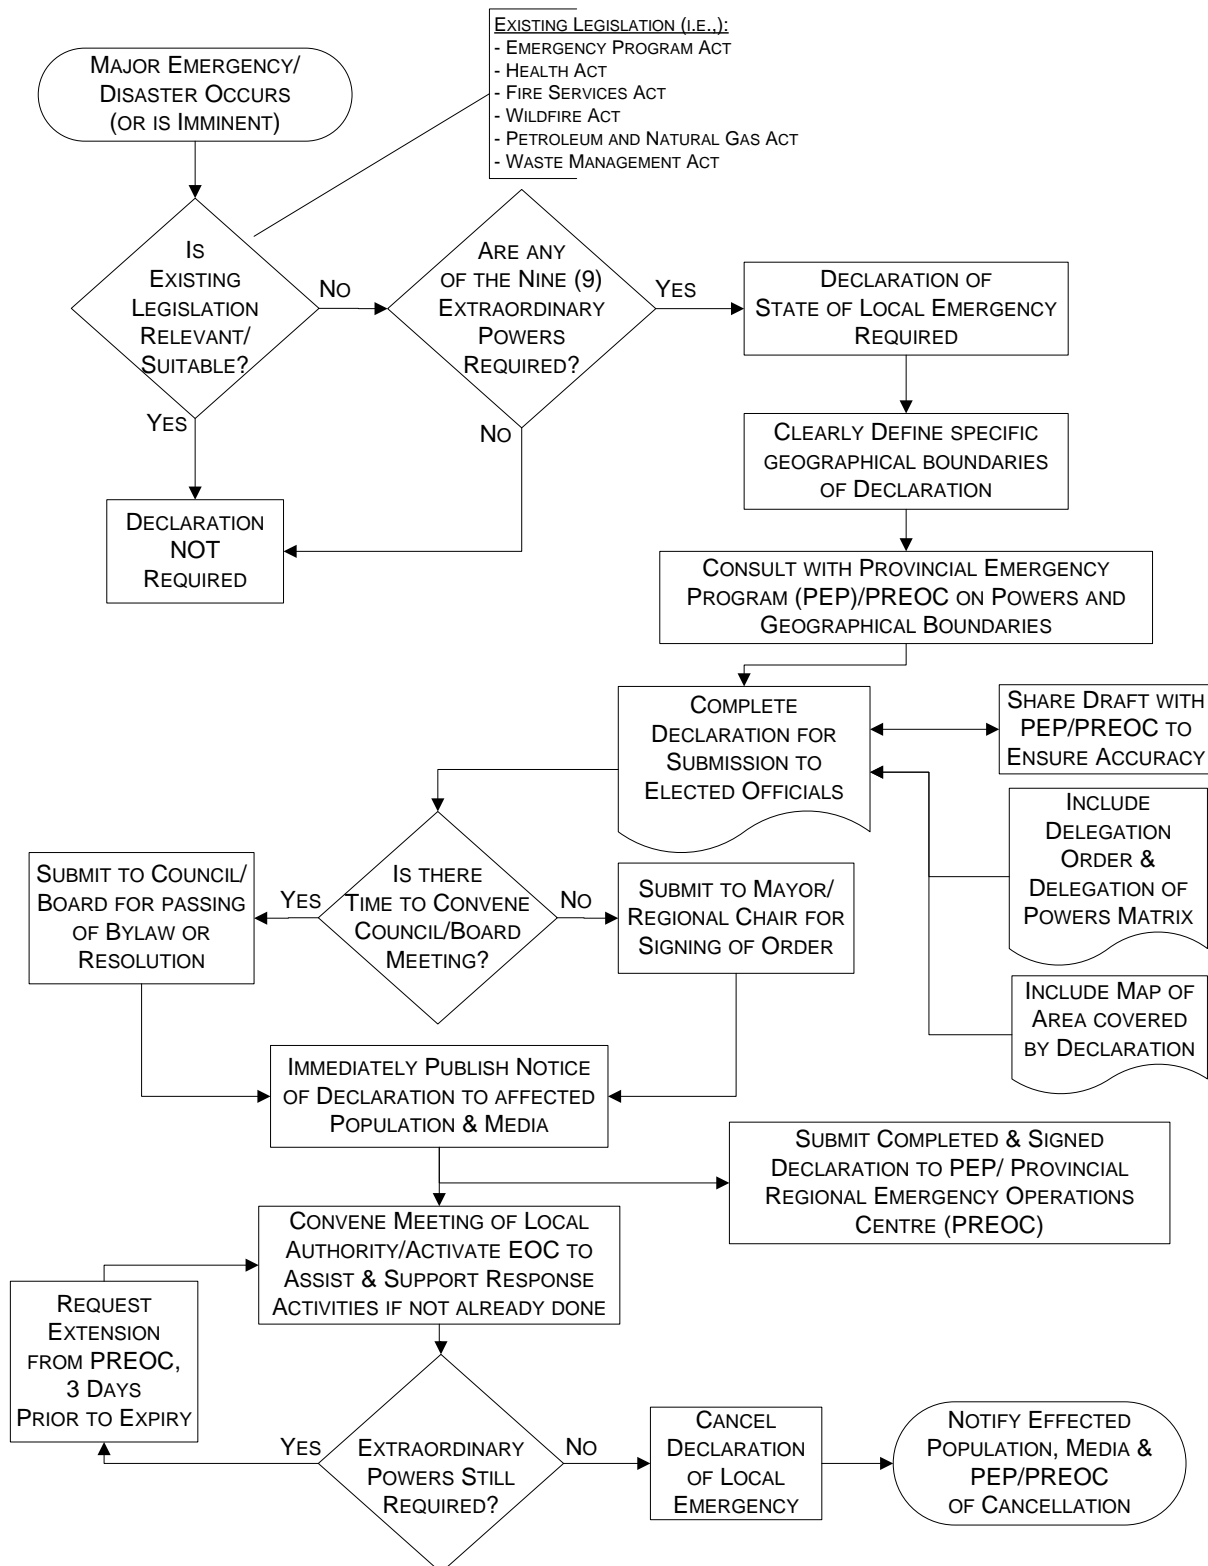 EXISTING LEGISLATION (I.E.,):
- EMERGENCY PROGRAM ACT
- HEALTH ACT
- FIRE SERVICES ACT
- WILDFIRE ACT
- PETROLEUM AND NATURAL GAS ACT
- WASTE MANAGEMENT ACT
MAJOR EMERGENCY/
DISASTER OCCURS
(OR IS IMMINENT)
IS
EXISTING
LEGISLATION
RELEVANT/
SUITABLE?
NO
YES
ARE ANY
OF THE NINE (9)
EXTRAORDINARY
POWERS
REQUIRED?
YES
NO
DECLARATION OF
STATE OF LOCAL EMERGENCY
REQUIRED
DECLARATION
NOT
REQUIRED
CLEARLY DEFINE SPECIFIC
GEOGRAPHICAL BOUNDARIES
OF DECLARATION
CONSULT WITH PROVINCIAL EMERGENCY
PROGRAM (PEP)/PREOC ON POWERS AND
GEOGRAPHICAL BOUNDARIES
COMPLETE
DECLARATION FOR
SUBMISSION TO
ELECTED OFFICIALS
SHARE DRAFT WITH
PEP/PREOC TO
ENSURE ACCURACY
INCLUDE
DELEGATION
ORDER &
DELEGATION OF
POWERS MATRIX
INCLUDE MAP OF
AREA COVERED
BY DECLARATION
IS THERE
TIME TO CONVENE
COUNCIL/BOARD
MEETING?
YES
NO
SUBMIT TO COUNCIL/
BOARD FOR PASSING
OF BYLAW OR
RESOLUTION
SUBMIT TO MAYOR/
REGIONAL CHAIR FOR
SIGNING OF ORDER
IMMEDIATELY PUBLISH NOTICE
OF DECLARATION TO AFFECTED
POPULATION & MEDIA
SUBMIT COMPLETED & SIGNED
DECLARATION TO PEP/ PROVINCIAL
REGIONAL EMERGENCY OPERATIONS
CENTRE (PREOC)
CONVENE MEETING OF LOCAL
AUTHORITY/ACTIVATE EOC TO
ASSIST & SUPPORT RESPONSE
ACTIVITIES IF NOT ALREADY DONE
REQUEST
EXTENSION
FROM PREOC,
3 DAYS
PRIOR TO EXPIRY
YES
EXTRAORDINARY
POWERS STILL
REQUIRED?
NO
CANCEL
DECLARATION
OF LOCAL
EMERGENCY
NOTIFY EFFECTED
POPULATION, MEDIA &
PEP/PREOC
OF CANCELLATION